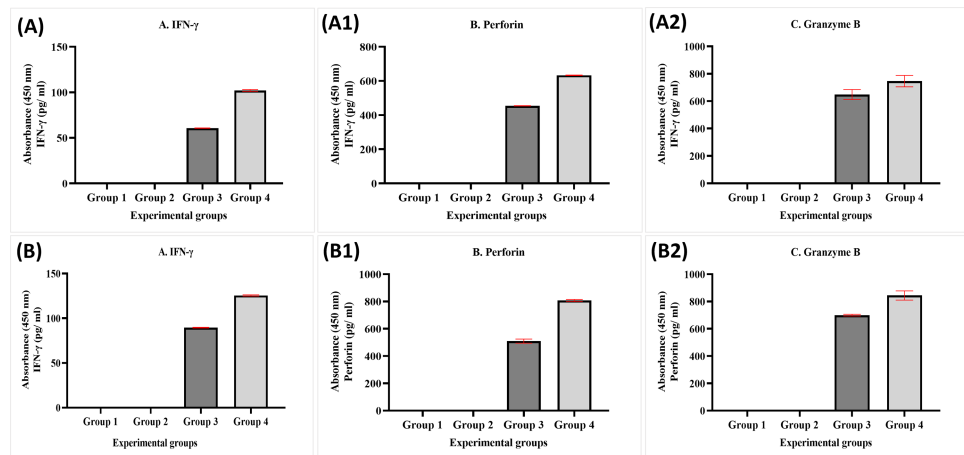 (A)
A. IFN-γ
Absorbance (450 nm)
IFN-γ (pg/ ml)
150
100
50
0
Group 1 Group 2 Group 3 Group 4
Experimental groups
(A1)
B. Perforin
Absorbance (450 nm)
IFN-γ (pg/ ml)
800
600
400
200
0
Group 1 Group 2 Group 3 Group 4
Experimental groups
(A2)
C. Granzyme B
Absorbance (450 nm)
IFN-γ (pg/ ml)
1000
800
600
400
200
0
Group 1 Group 2 Group 3 Group 4
Experimental groups
(B)
A. IFN-γ
Absorbance (450 nm)
IFN-γ (pg/ ml)
150
100
50
0
Group 1 Group 2 Group 3 Group 4
Experimental groups
(B1)
B. Perforin
Absorbance (450 nm)
Perforin (pg/ ml)
1000
800
600
400
200
0
Group 1 Group 2 Group 3 Group 4
Experimental groups
(B2)
C. Granzyme B
Absorbance (450 nm)
Perforin (pg/ ml)
1000
800
600
400
200
0
Group 1 Group 2 Group 3 Group 4
Experimental groups